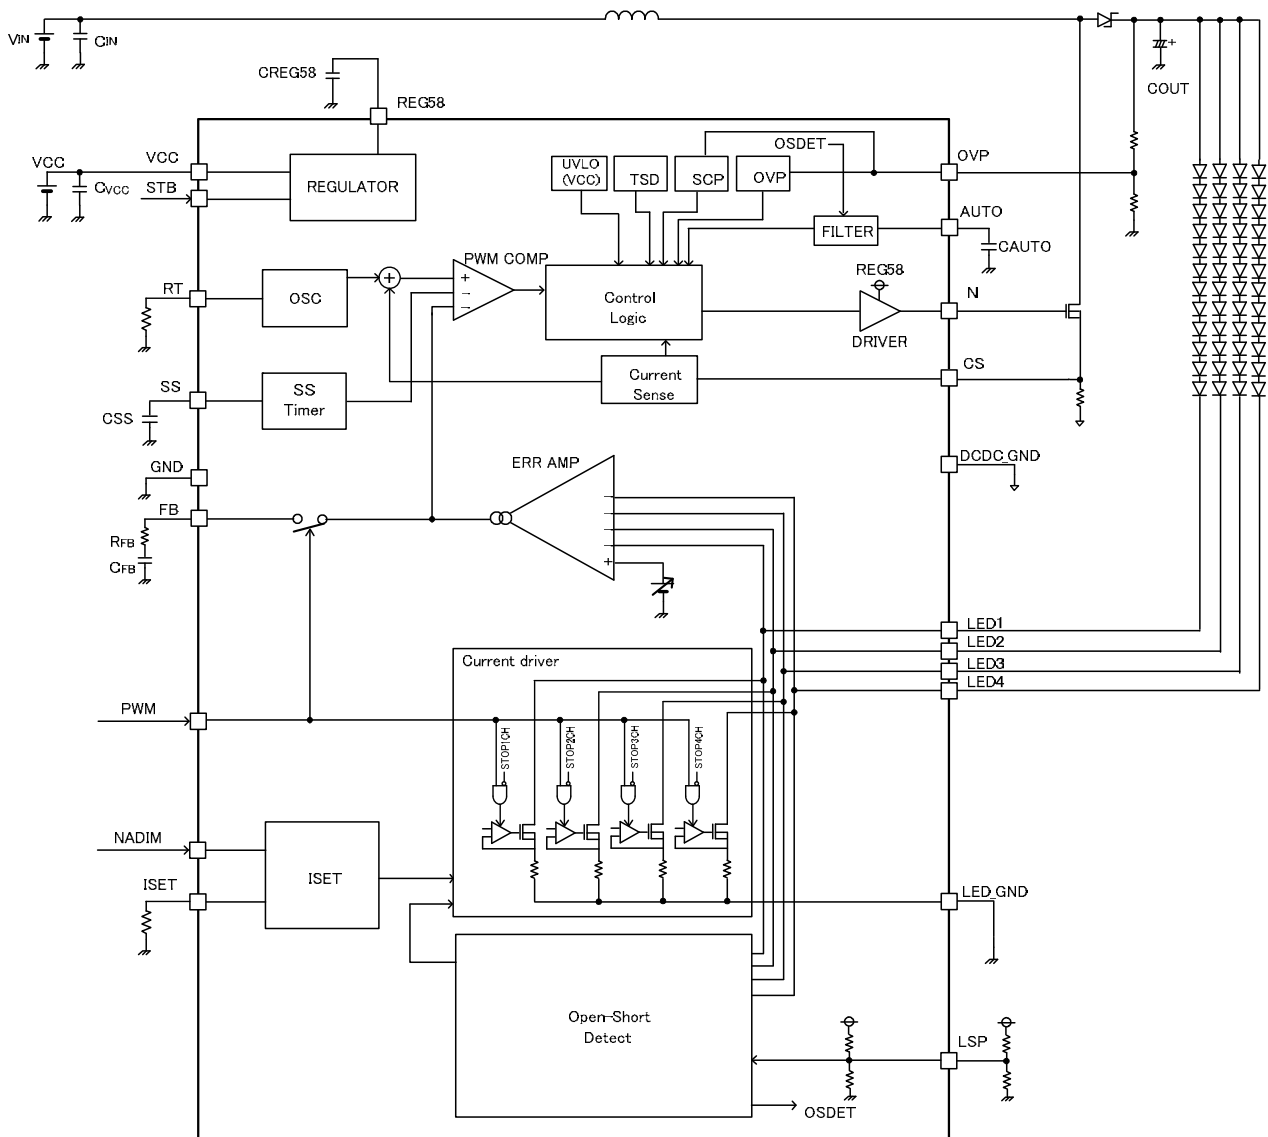 VIN
CIN
COUT
CREG58
REG58
VCC
VCC
CVCC
STB
REGULATOR
UVLO
(VCC)
TSD
SCP
OVP
OSDET
OVP
AUTO
CAUTO
FILTER
PWM COMP
+
−
−
REG58
N
RT
OSC
+
Control
Logic
DRIVER
SS
CSS
SS
Timer
Current
Sense
CS
GND
DCDC_GND
ERR AMP
−
−
−
−
+
FB
RFB
CFB
LED1
LED2
LED3
LED4
Current driver
PWM
STOP1CH
STOP2CH
STOP3CH
STOP4CH
NADIM
ISET
ISET
LED_GND
Open-Short
Detect
LSP
OSDET
+